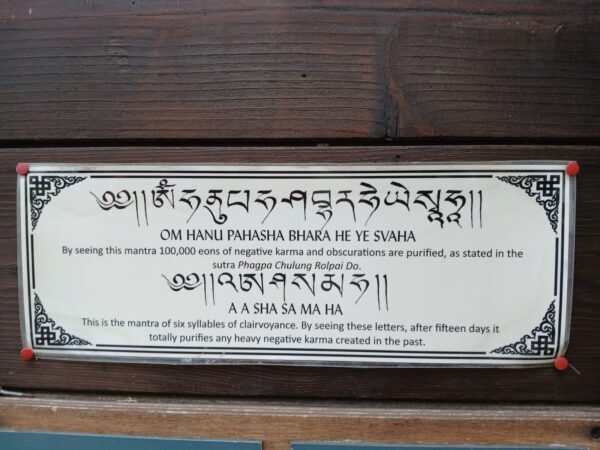 ༄༅།།ཨོཾ་ཧ་ནུ་པ་ཧ་ཤ་བྷ་ར་ཧེ་ཡེ་སྭཱ་ཧཱ།།
OM HANU PAHASHA BHARA HE YE SVAHA
By seeing this mantra 100,000 eons of negative karma and obscurations are purified, as stated in the
sutra Phagpa Chulung Rolpai Do.
༄༅།།འ་ཨ་ཤ་ས་མ་ཧ།།
A A SHA SA MA HA
This is the mantra of six syllables of clairvoyance. By seeing these letters, after fifteen days it
totally purifies any heavy negative karma created in the past.